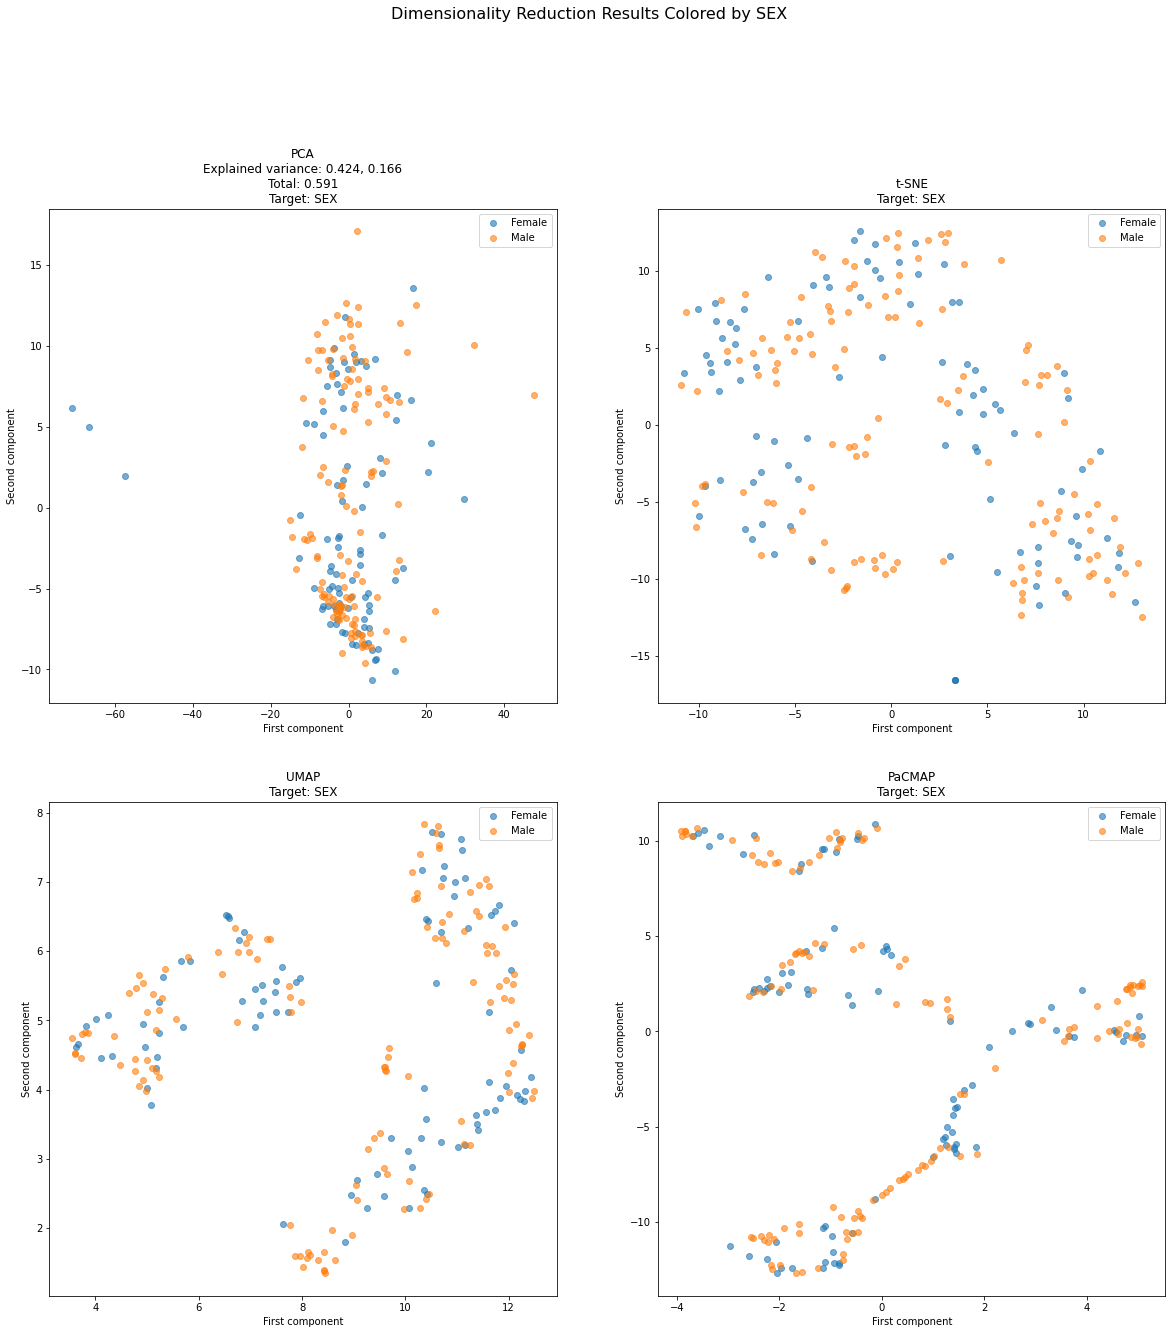 Dimensionality Reduction Results Colored by SEX
PCA
Explained variance: 0.424, 0.166
Total: 0.591
Target: SEX
Female
Male
15
10
5
0
−5
−10
Second component
−60
−40
−20
0
20
40
First component
t-SNE
Target: SEX
Female
Male
10
5
0
−5
−10
−15
Second component
−10
−5
0
5
10
First component
UMAP
Target: SEX
Female
Male
8
7
6
5
4
3
2
Second component
4
6
8
10
12
First component
PaCMAP
Target: SEX
Female
Male
10
5
0
−5
−10
Second component
−4
−2
0
2
4
First component